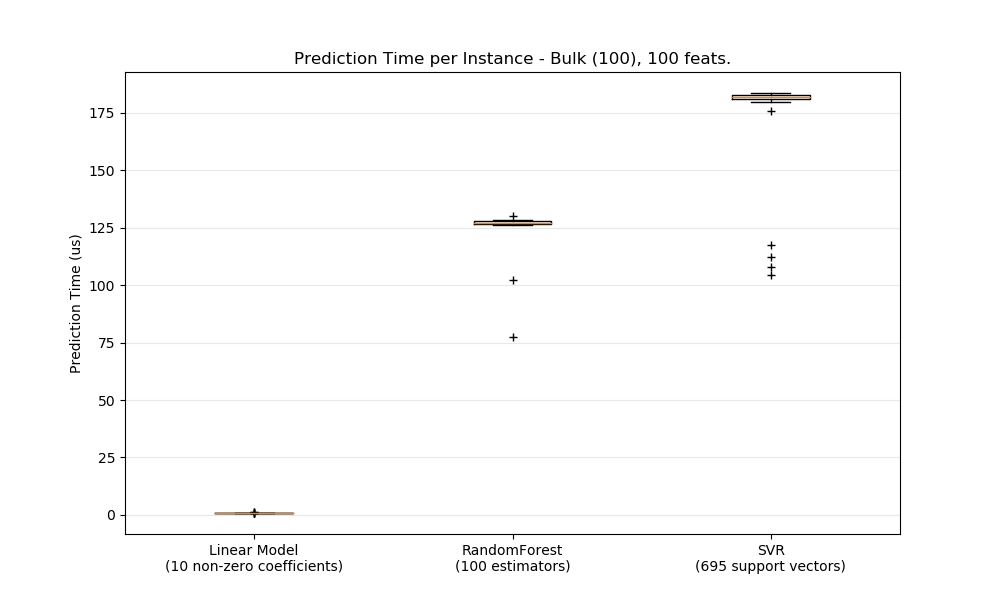 Prediction Time per Instance - Bulk (100), 100 feats.
Prediction Time (us)
175
150
125
100
75
50
25
0
Linear Model
(10 non-zero coefficients)
RandomForest
(100 estimators)
SVR
(695 support vectors)